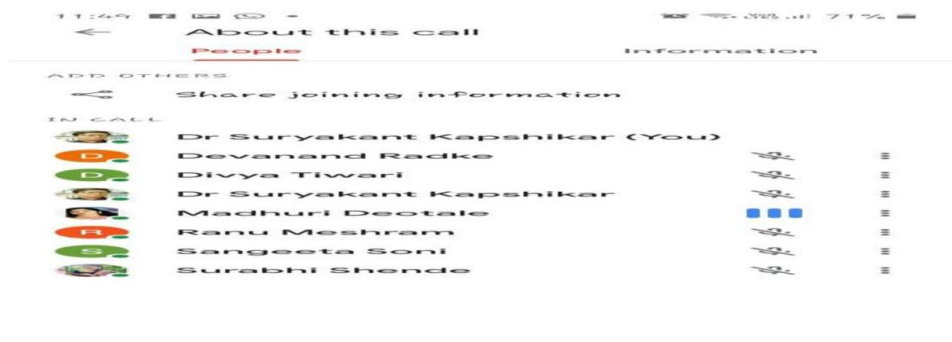 11:49 71%
About this call
People Information
ADD OTHERS
Share joining information
IN CALL
Dr Suryakant Kapshikar (You)
D Devanand Radke
D Divya Tiwari
Dr Suryakant Kapshikar
Madhuri Deotale
R Ranu Meshram
S Sangeeta Soni
Surabhi Shende